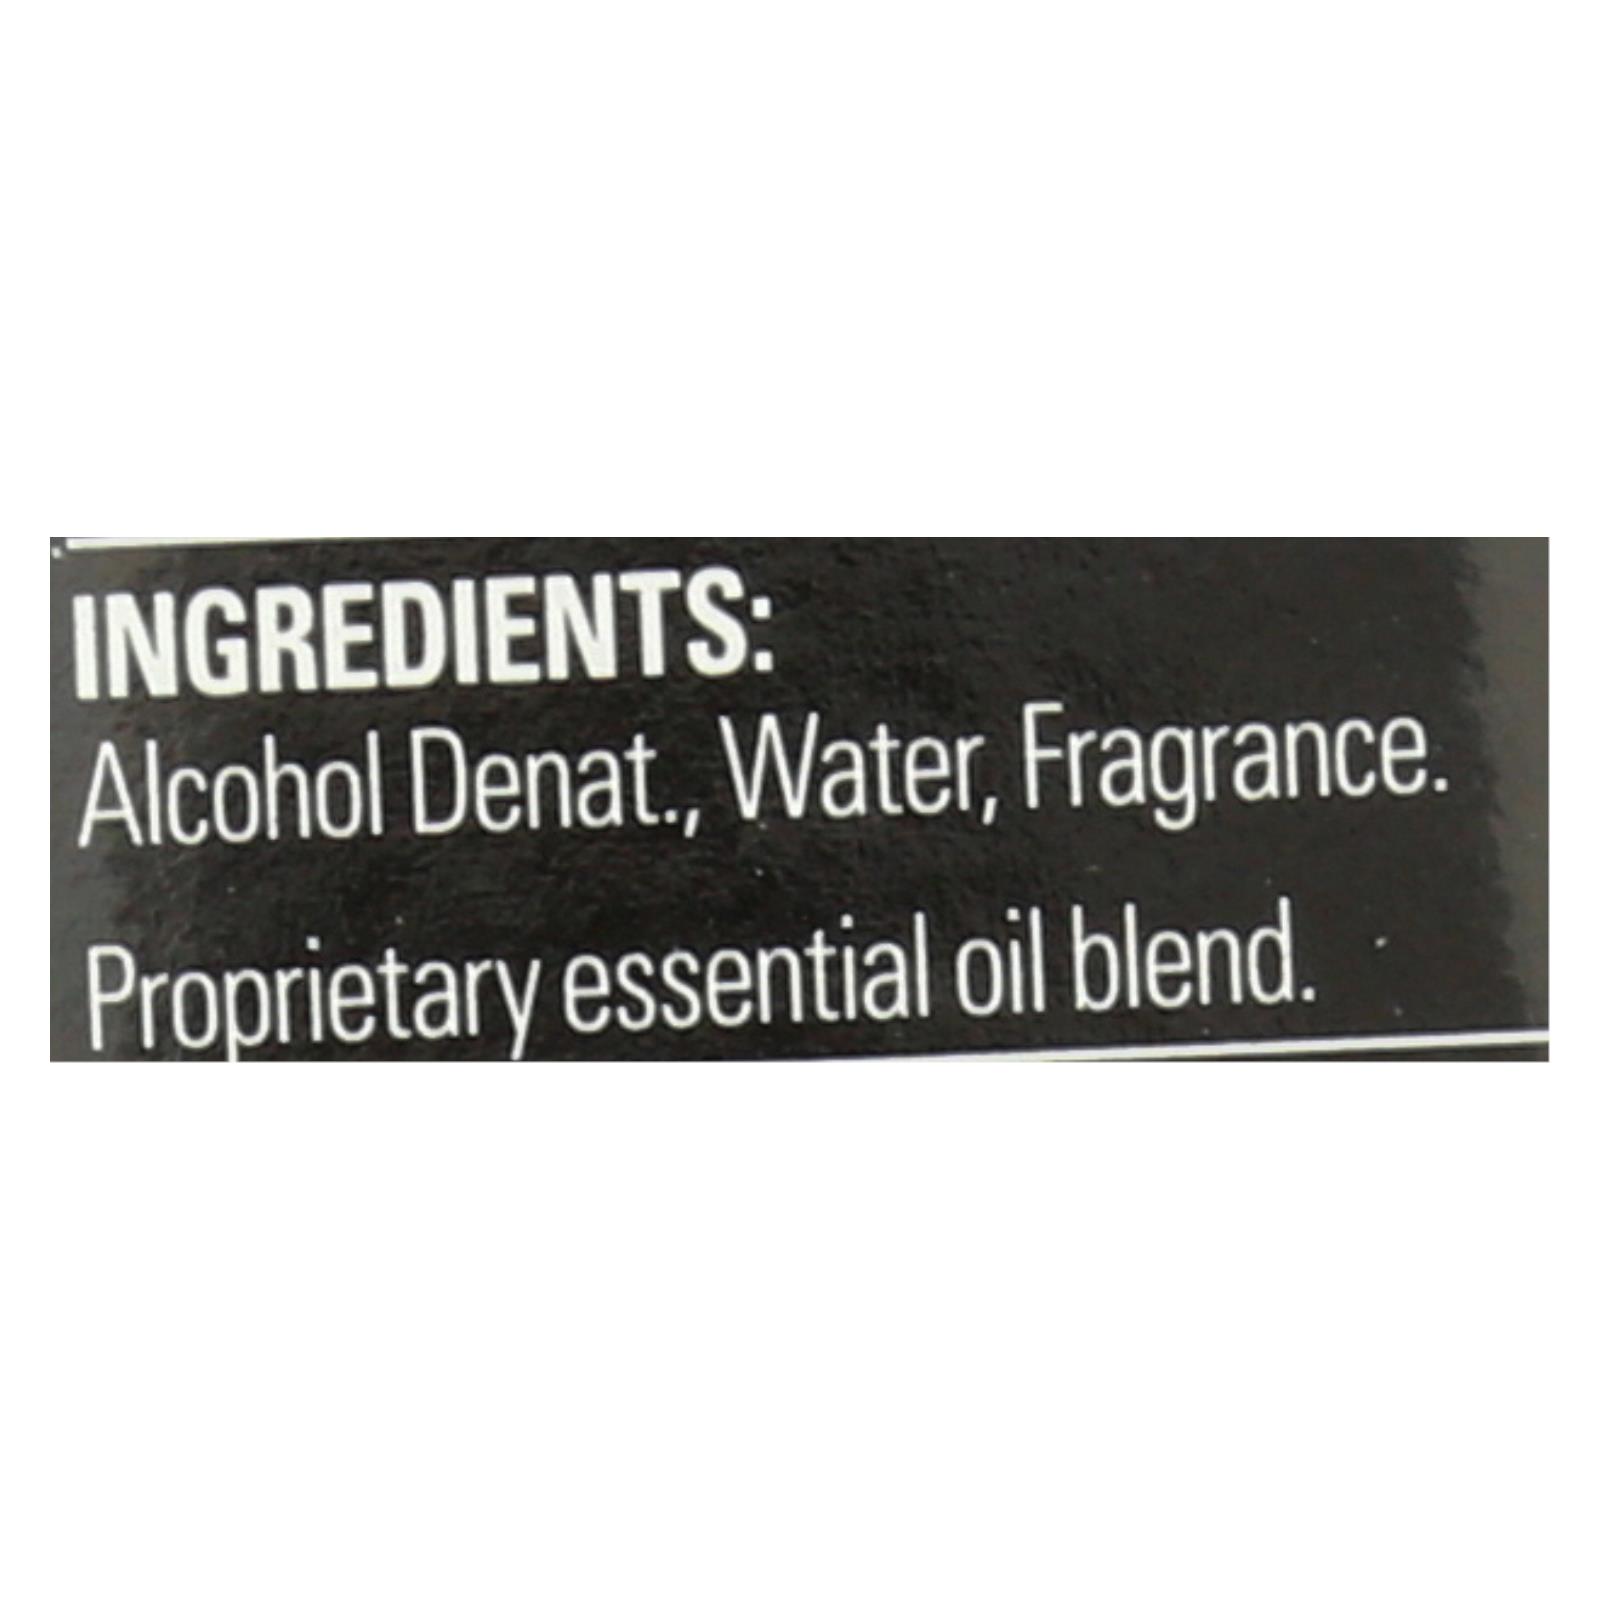 INGREDIENTS:
Alcohol Denat., Water, Fragrance.
Proprietary essential oil blend.